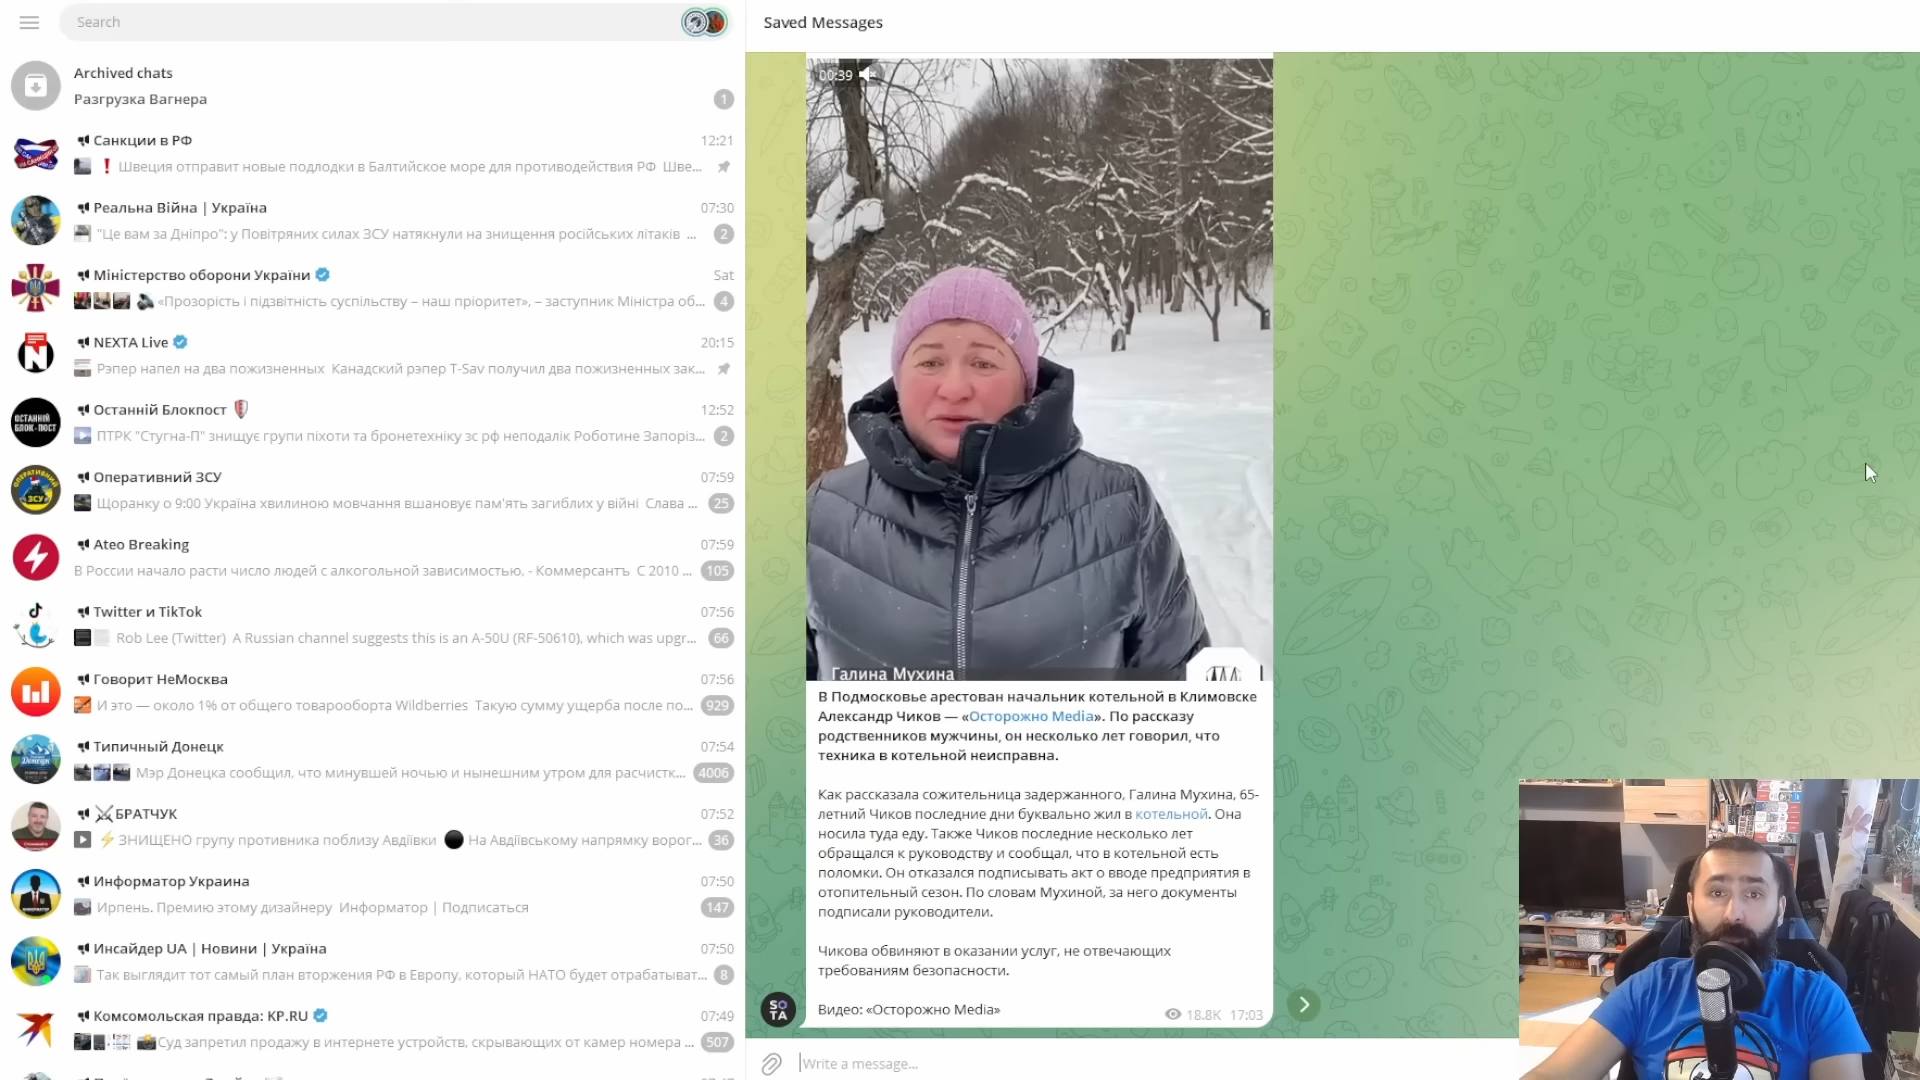 Search
Archived chats
Разгрузка Вагнера
1
Санкции в РФ
12:21
❗ Швеция отправит новые подлодки в Балтийское море для противодействия РФ Шве...
Реальна Війна | Україна
07:30
"Це вам за Дніпро": у Повітряних силах ЗСУ натякнули на знищення російських літаків ...
2
Міністерство оборони України
Sat
«Прозорість і підзвітність суспільству – наш пріоритет», – заступник Міністра об...
4
NEXTA Live
20:15
Рэпер напел на два пожизненных Канадский рэпер T-Sav получил два пожизненных зак...
ОСТАННІЙ
БЛОК-ПОСТ
Останній Блокпост
12:52
ПТРК "Стугна-П" знищує групи піхоти та бронетехніку зс рф неподалік Роботине Запоріз...
2
ОПЕРАТИВНИЙ
ЗСУ
Оперативний ЗСУ
07:59
Щоранку о 9:00 Україна хвилиною мовчання вшановує пам'ять загиблих у війні Слава ...
25
Ateo Breaking
07:59
В России начало расти число людей с алкогольной зависимостью, - Коммерсантъ С 2010 ...
105
Twitter и TikTok
07:56
Rob Lee (Twitter) A Russian channel suggests this is an A-50U (RF-50610), which was upgr...
66
Говорит НеМосква
07:56
И это — около 1% от общего товарооборота Wildberries Такую сумму ущерба после по...
929
Типичный Донецк
07:54
Мэр Донецка сообщил, что минувшей ночью и нынешним утром для расчистк...
4006
⚔БРАТЧУК
07:52
⚡ЗНИЩЕНО групу противника поблизу Авдіївки ⚫ На Авдіївському напрямку ворог...
36
Информатор Украина
07:50
Ирпень. Премию этому дизайнеру Информатор | Подписаться
147
Инсайдер UA | Новини | Україна
07:50
Так выглядит тот самый план вторжения РФ в Европу, который НАТО будет отрабатыват...
8
Комсомольская правда: KP.RU
07:49
📸Суд запретил продажу в интернете устройств, скрывающих от камер номера ...
507
Saved Messages
00:39
Галина Мухина
В Подмосковье арестован начальник котельной в Климовске
Александр Чиков — «Осторожно Media». По рассказу
родственников мужчины, он несколько лет говорил, что
техника в котельной неисправна.
Как рассказала сожительница задержанного, Галина Мухина, 65-
летний Чиков последние дни буквально жил в котельной. Она
носила туда еду. Также Чиков последние несколько лет
обращался к руководству и сообщал, что в котельной есть
поломки. Он отказался подписывать акт о вводе предприятия в
отопительный сезон. По словам Мухиной, за него документы
подписали руководители.
Чикова обвиняют в оказании услуг, не отвечающих
требованиям безопасности.
Видео: «Осторожно Media»
18.8K 17:03
SO
TA
Write a message...